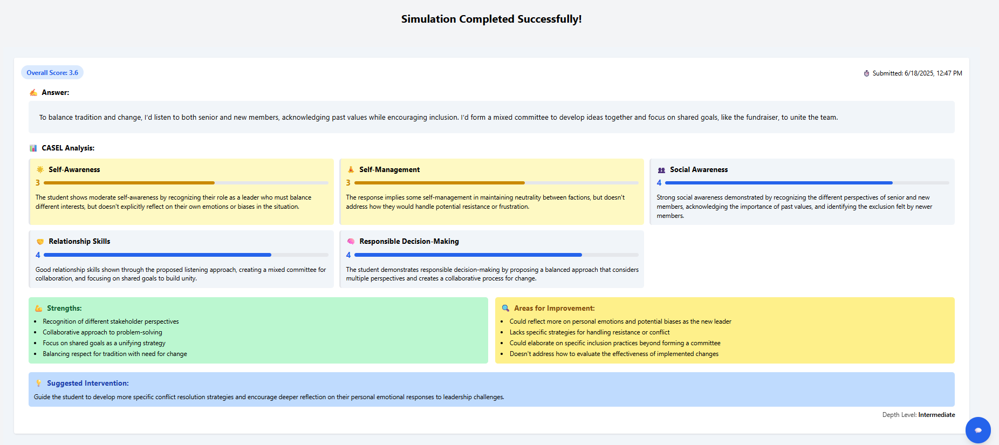 Simulation Completed Successfully!
Overall Score: 3.6
Submitted: 6/18/2025, 12:47 PM
Answer:
To balance tradition and change, I'd listen to both senior and new members, acknowledging past values while encouraging inclusion. I'd form a mixed committee to develop ideas together and focus on shared goals, like the fundraiser, to unite the team.
CASEL Analysis:
Self-Awareness
3
The student shows moderate self-awareness by recognizing their role as a leader who must balance
different interests, but doesn't explicitly reflect on their own emotions or biases in the situation.
Self-Management
3
The response implies some self-management in maintaining neutrality between factions, but doesn't
address how they would handle potential resistance or frustration.
Social Awareness
4
Strong social awareness demonstrated by recognizing the different perspectives of senior and new
members, acknowledging the importance of past values, and identifying the exclusion felt by newer
members.
Relationship Skills
4
Good relationship skills shown through the proposed listening approach, creating a mixed committee for
collaboration, and focusing on shared goals to build unity.
Responsible Decision-Making
4
The student demonstrates responsible decision-making by proposing a balanced approach that considers
multiple perspectives and creates a collaborative process for change.
Strengths:
• Recognition of different stakeholder perspectives
• Collaborative approach to problem-solving
• Focus on shared goals as a unifying strategy
• Balancing respect for tradition with need for change
Areas for Improvement:
• Could reflect more on personal emotions and potential biases as the new leader
• Lacks specific strategies for handling resistance or conflict
• Could elaborate on specific inclusion practices beyond forming a committee
• Doesn't address how to evaluate the effectiveness of implemented changes
Suggested Intervention:
Guide the student to develop more specific conflict resolution strategies and encourage deeper reflection on their personal emotional responses to leadership challenges.
Depth Level: Intermediate